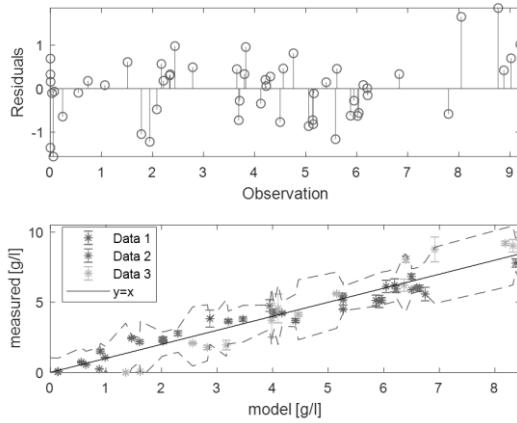 1
0
-1
Residuals
0 1 2 3 4 5 6 7 8 9
Observation
10
5
0
measured [g/l]
Data 1
Data 2
Data 3
y=x
0 1 2 3 4 5 6 7 8
model [g/l]